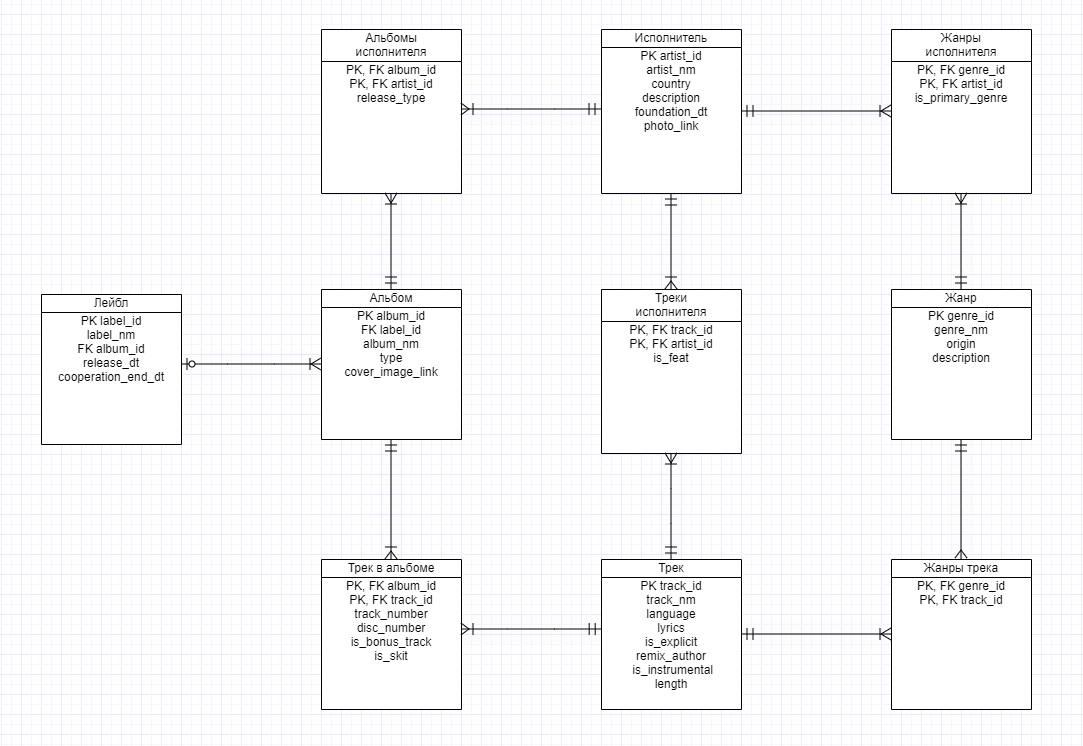 Альбомы
исполнителя
PK, FK album_id
PK, FK artist_id
release_type
Исполнитель
PK artist_id
artist_nm
country
description
foundation_dt
photo_link
Жанры
исполнителя
PK, FK genre_id
PK, FK artist_id
is_primary_genre
Лейбл
PK label_id
label_nm
FK album_id
release_dt
cooperation_end_dt
Альбом
PK album_id
FK label_id
album_nm
type
cover_image_link
Треки
исполнителя
PK, FK track_id
PK, FK artist_id
is_feat
Жанр
PK genre_id
genre_nm
origin
description
Трек в альбоме
PK, FK album_id
PK, FK track_id
track_number
disc_number
is_bonus_track
is_skit
Трек
PK track_id
track_nm
language
lyrics
is_explicit
remix_author
is_instrumental
length
Жанры трека
PK, FK genre_id
PK, FK track_id